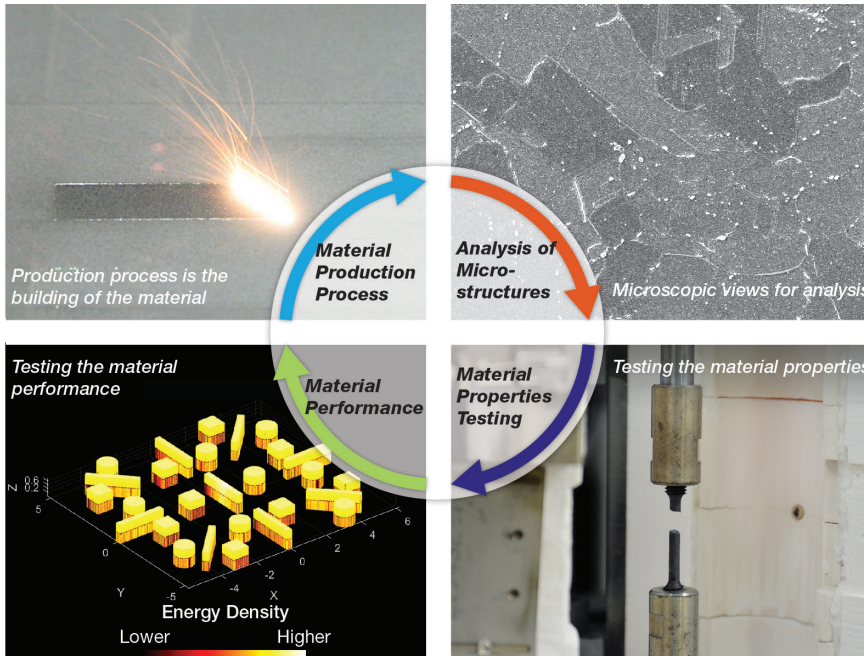 Production process is the
building of the material
Material
Production
Process
Analysis of
Micro-
structures
Microscopic views for analysis
Testing the material
performance
Material
Performance
Material
Properties
Testing
Testing the material properties
Z
0.6
0.2
5
0
-5
Y
-4
-2
0
2
4
6
X
Energy Density
Lower Higher